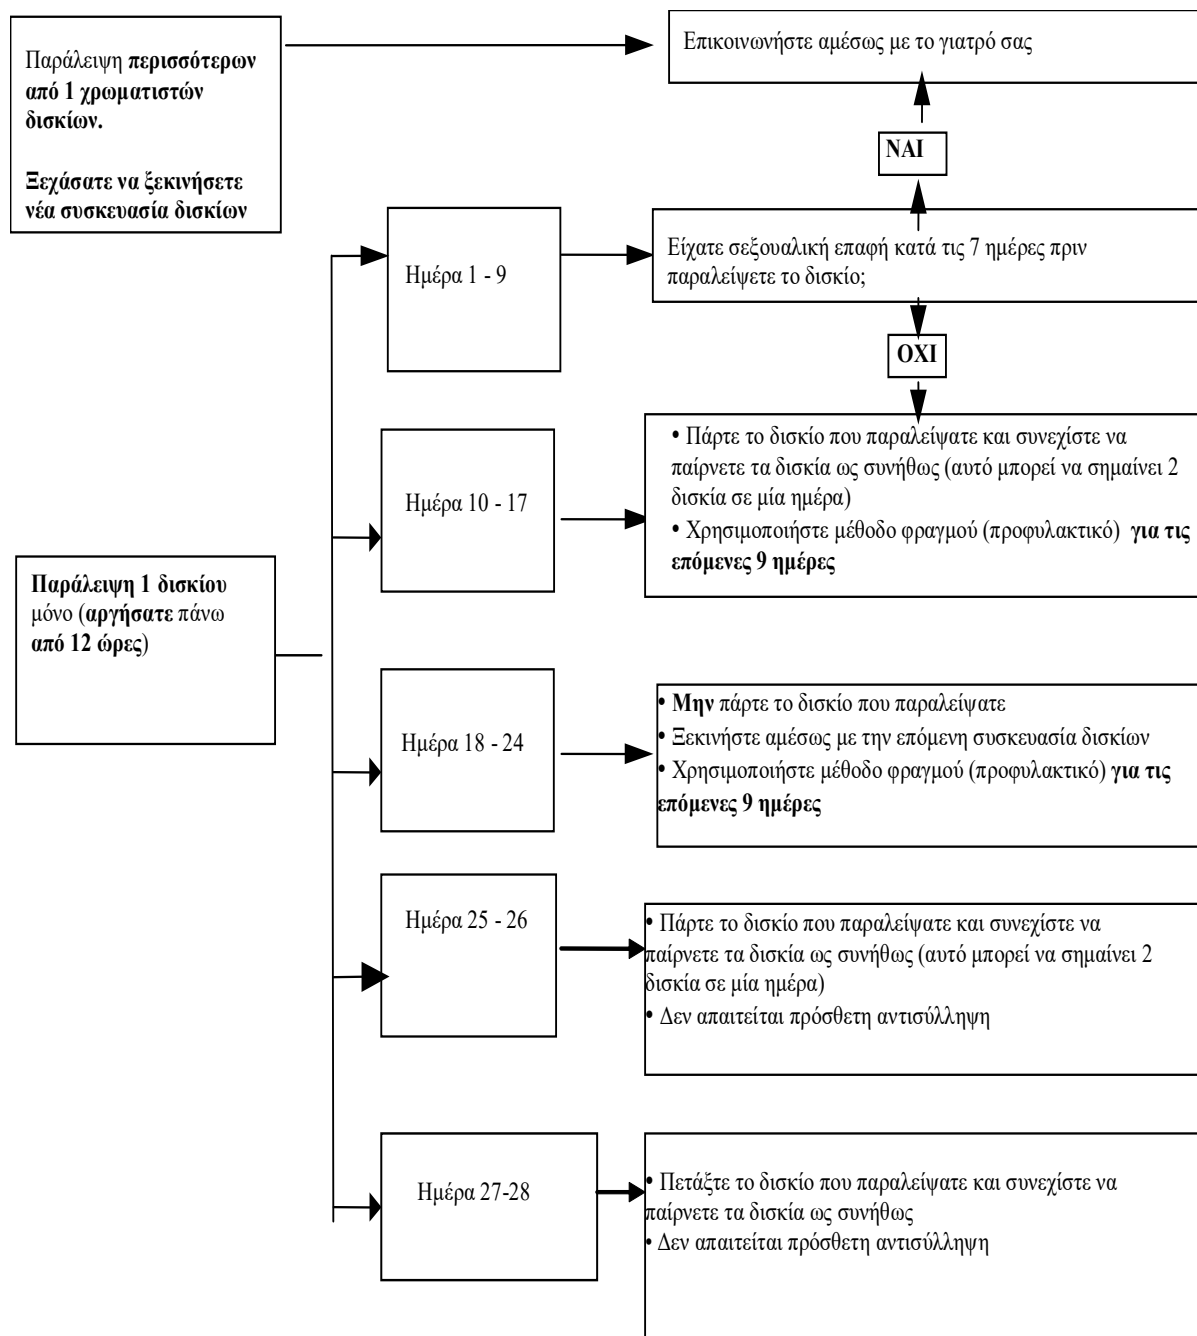 Παράλειψη περισσότερων
από 1 χρωματιστών
δισκίων.
Ξεχάσατε να ξεκινήσετε
νέα συσκευασία δισκίων
Επικοινωνήστε αμέσως με το γιατρό σας
ΝΑΙ
Ημέρα 1 - 9
Είχατε σεξουαλική επαφή κατά τις 7 ημέρες πριν
παραλείψετε το δισκίο;
ΟΧΙ
Ημέρα 10 - 17
• Πάρτε το δισκίο που παραλείψατε και συνεχίστε να
παίρνετε τα δισκία ως συνήθως (αυτό μπορεί να σημαίνει 2
δισκία σε μία ημέρα)
• Χρησιμοποιήστε μέθοδο φραγμού (προφυλακτικό) για τις
επόμενες 9 ημέρες
Παράλειψη 1 δισκίου
μόνο (αργήσατε πάνω
από 12 ώρες)
Ημέρα 18 - 24
• Μην πάρτε το δισκίο που παραλείψατε
• Ξεκινήστε αμέσως με την επόμενη συσκευασία δισκίων
• Χρησιμοποιήστε μέθοδο φραγμού (προφυλακτικό) για τις
επόμενες 9 ημέρες
Ημέρα 25 - 26
• Πάρτε το δισκίο που παραλείψατε και συνεχίστε να
παίρνετε τα δισκία ως συνήθως (αυτό μπορεί να σημαίνει 2
δισκία σε μία ημέρα)
• Δεν απαιτείται πρόσθετη αντισύλληψη
Ημέρα 27-28
• Πετάξτε το δισκίο που παραλείψατε και συνεχίστε να
παίρνετε τα δισκία ως συνήθως
• Δεν απαιτείται πρόσθετη αντισύλληψη